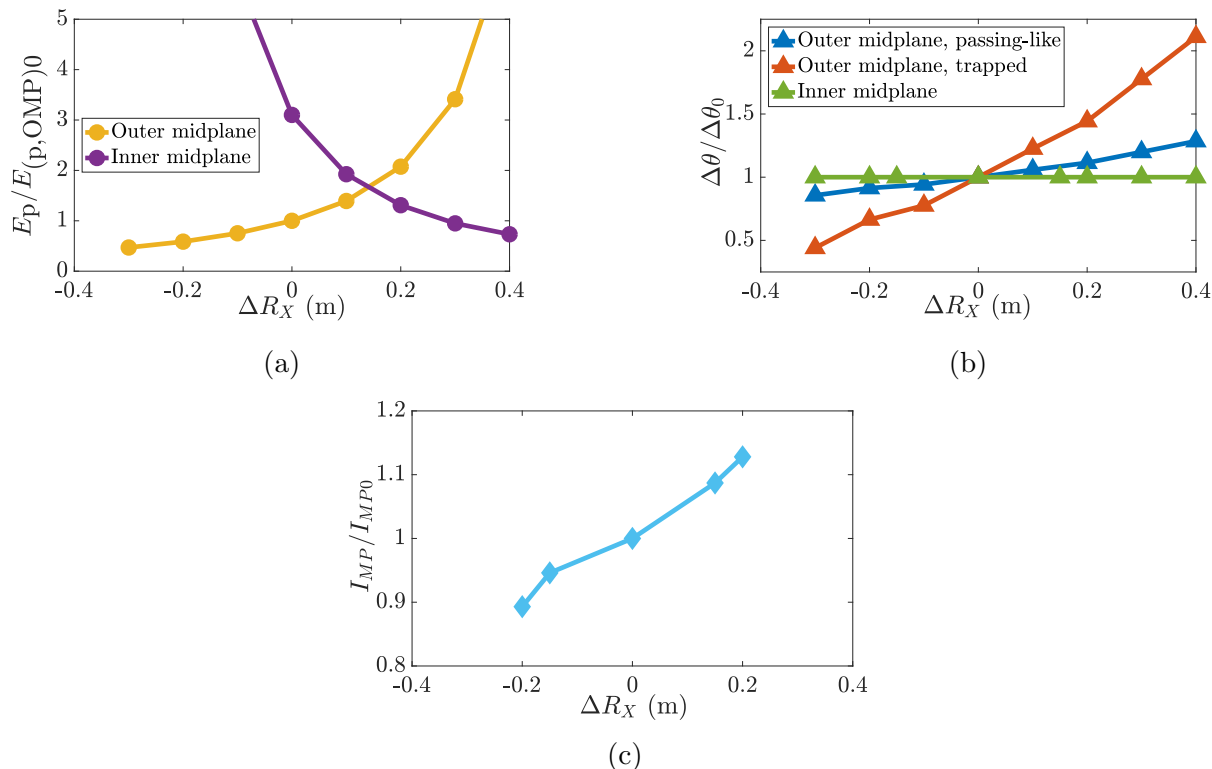 5
4
3
2
1
0
E_p/E_(p,OMP)0
Outer midplane
Inner midplane
-0.4 -0.2 0 0.2 0.4
ΔR_X (m)
(a)
2
1.5
1
0.5
Δθ/Δθ_0
Outer midplane, passing-like
Outer midplane, trapped
Inner midplane
-0.4 -0.2 0 0.2 0.4
ΔR_X (m)
(b)
1.2
1.1
1
0.9
0.8
I_MP/I_MP0
-0.4 -0.2 0 0.2 0.4
ΔR_X (m)
(c)